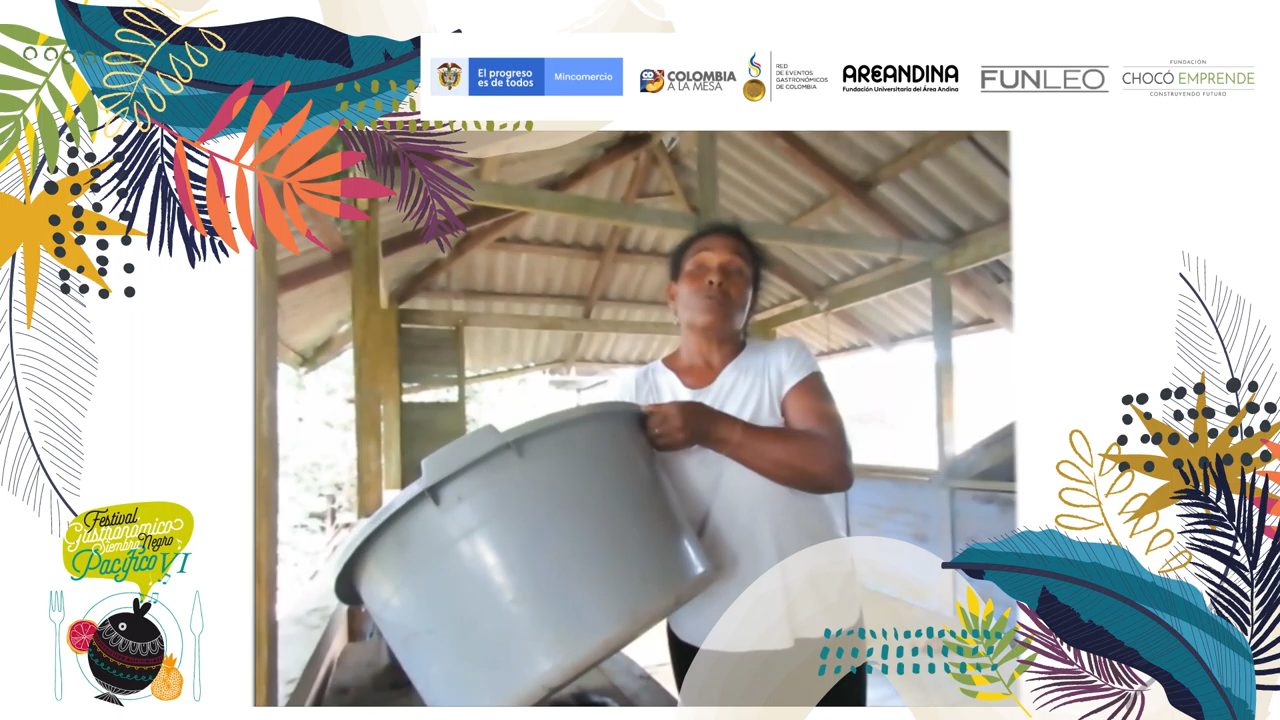 El progreso
es de todos
Mincomercio
CO
COLOMBIA
A LA MESA
RED
DE EVENTOS
GASTRONÓMICOS
DE COLOMBIA
AREANDINA
Fundación Universitaria del Área Andina
FUNLEO
FUNDACIÓN
CHOCÓ EMPRENDE
CONSTRUYENDO FUTURO
Festival
Gastronómico
Siembra Negro
Pacífico VI